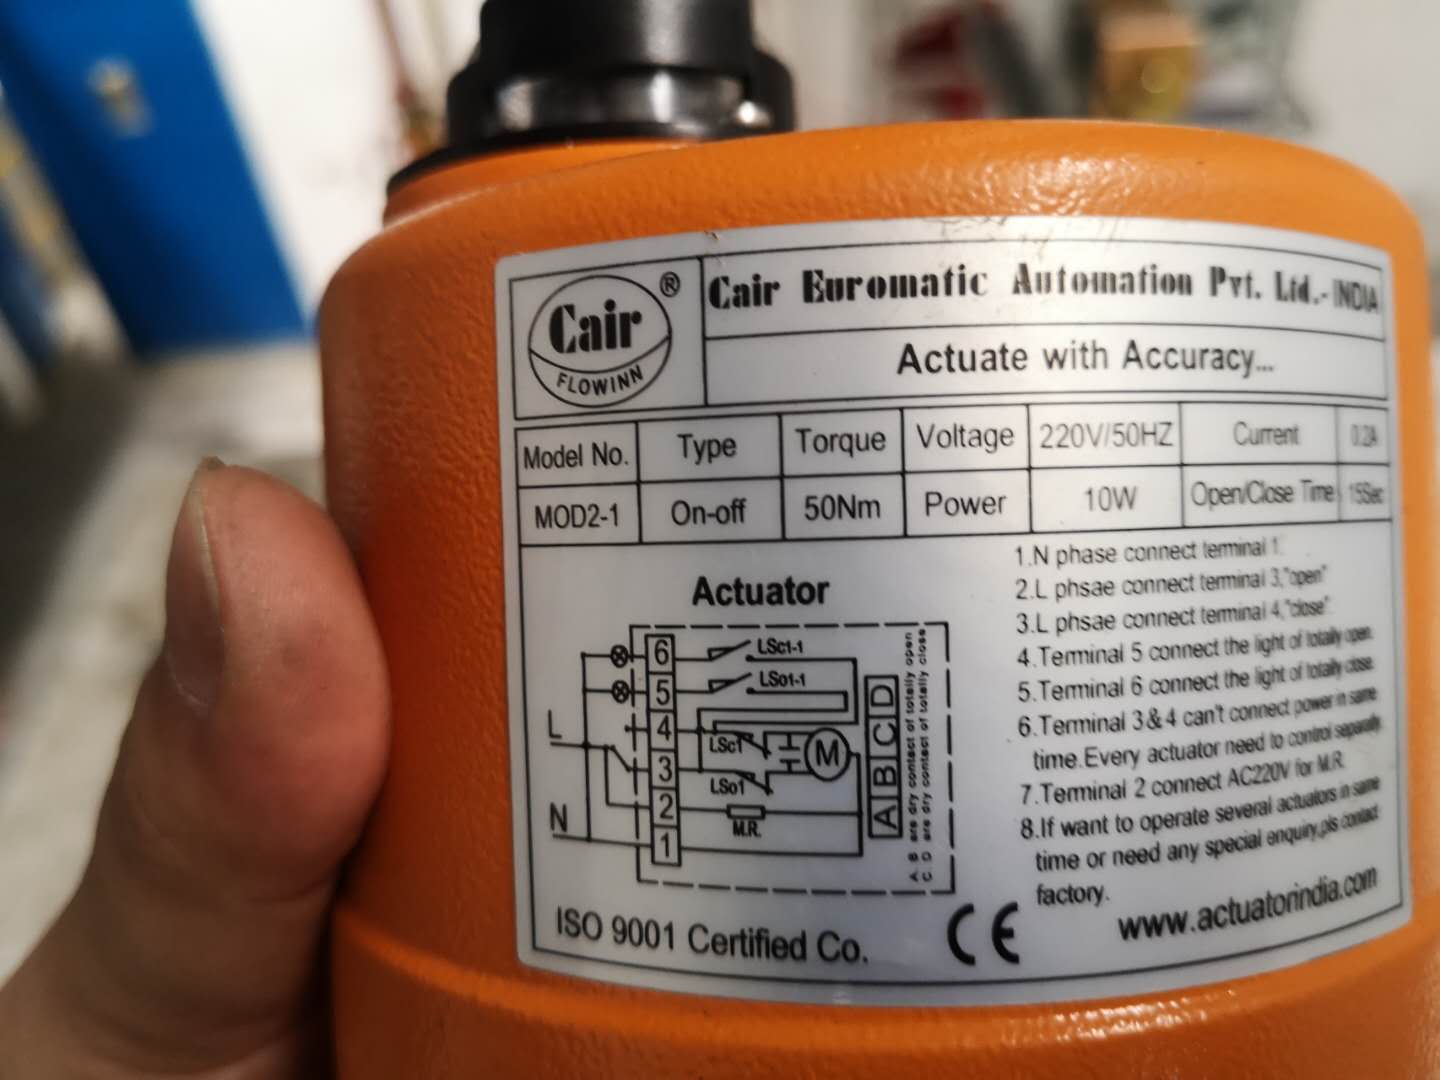 Cair
®
FLOWINN
Cair Euromatic Automation Pvt. Ltd.-INDIA
Actuate with Accuracy...
Model No. Type Torque Voltage 220V/50HZ Current 0.2A
MOD2-1 On-off 50Nm Power 10W Open/Close Time 15Sec
Actuator
6 LSc1-1
5 LSo1-1
4 LSc1
3 LSo1
2 M.R.
1
L
N
M
A B C D
A. B are dry contact of totally open
C. D are dry contact of totally close
1.N phase connect terminal 1.
2.L phsae connect terminal 3,"open"
3.L phsae connect terminal 4,"close"
4.Terminal 5 connect the light of totally open.
5.Terminal 6 connect the light of totally close.
6.Terminal 3&4 can't connect power in same
time.Every actuator need to control separatly.
7.Terminal 2 connect AC220V for M.R.
8.If want to operate several actuators in same
time or need any special enquiry,pls contact
factory.
ISO 9001 Certified Co.
CE
www.actuatorindia.com